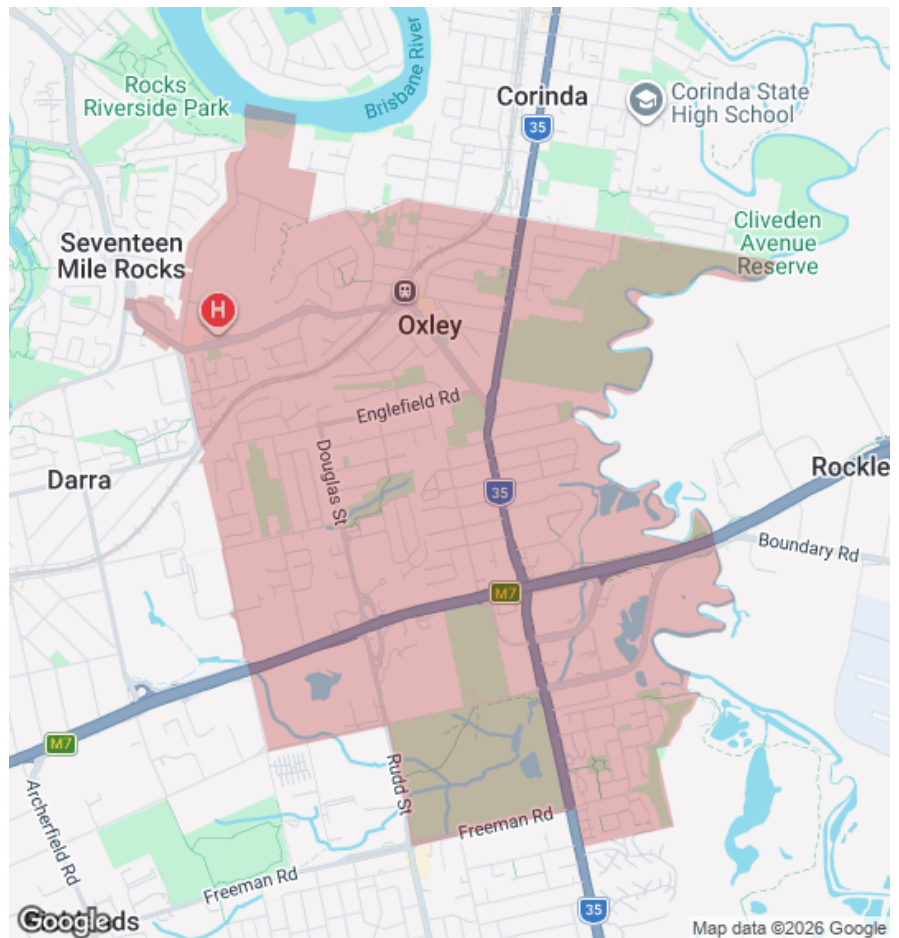 Rocks
Riverside Park
Brisbane River
Corinda
35
Corinda State
High School
Seventeen
Mile Rocks
Cliveden
Avenue
Reserve
H
Oxley
Englefield Rd
Douglas St
Darra
Rockle
35
Boundary Rd
M7
M7
Rudd St
Archerfield Rd
Freeman Rd
Freeman Rd
35
Google
Map data ©2026 Google